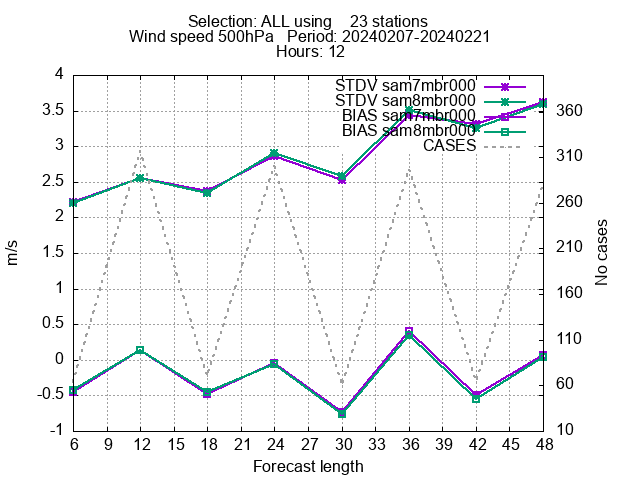 Selection: ALL using    23 stations
Wind speed 500hPa   Period: 20240207-20240221
Hours: 12
STDV sam7mbr000
STDV sam8mbr000
BIAS sam7mbr000
BIAS sam8mbr000
CASES
4
3.5
3
2.5
2
1.5
1
0.5
0
-0.5
-1
m/s
360
310
260
210
160
110
60
10
No cases
6 9 12 15 18 21 24 27 30 33 36 39 42 45 48
Forecast length